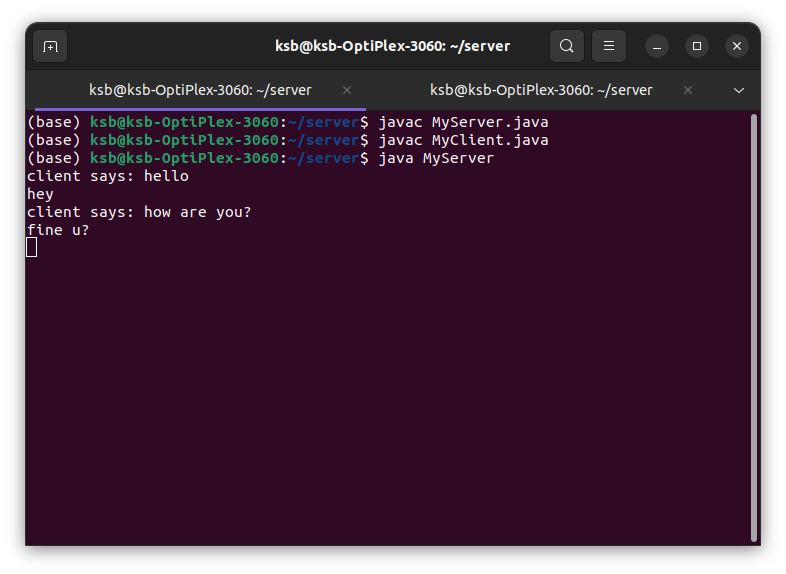 ksb@ksb-OptiPlex-3060: ~/server
ksb@ksb-OptiPlex-3060: ~/server
ksb@ksb-OptiPlex-3060: ~/server
(base) ksb@ksb-OptiPlex-3060:~/server$ javac MyServer.java
(base) ksb@ksb-OptiPlex-3060:~/server$ javac MyClient.java
(base) ksb@ksb-OptiPlex-3060:~/server$ java MyServer
client says: hello
hey
client says: how are you?
fine u?